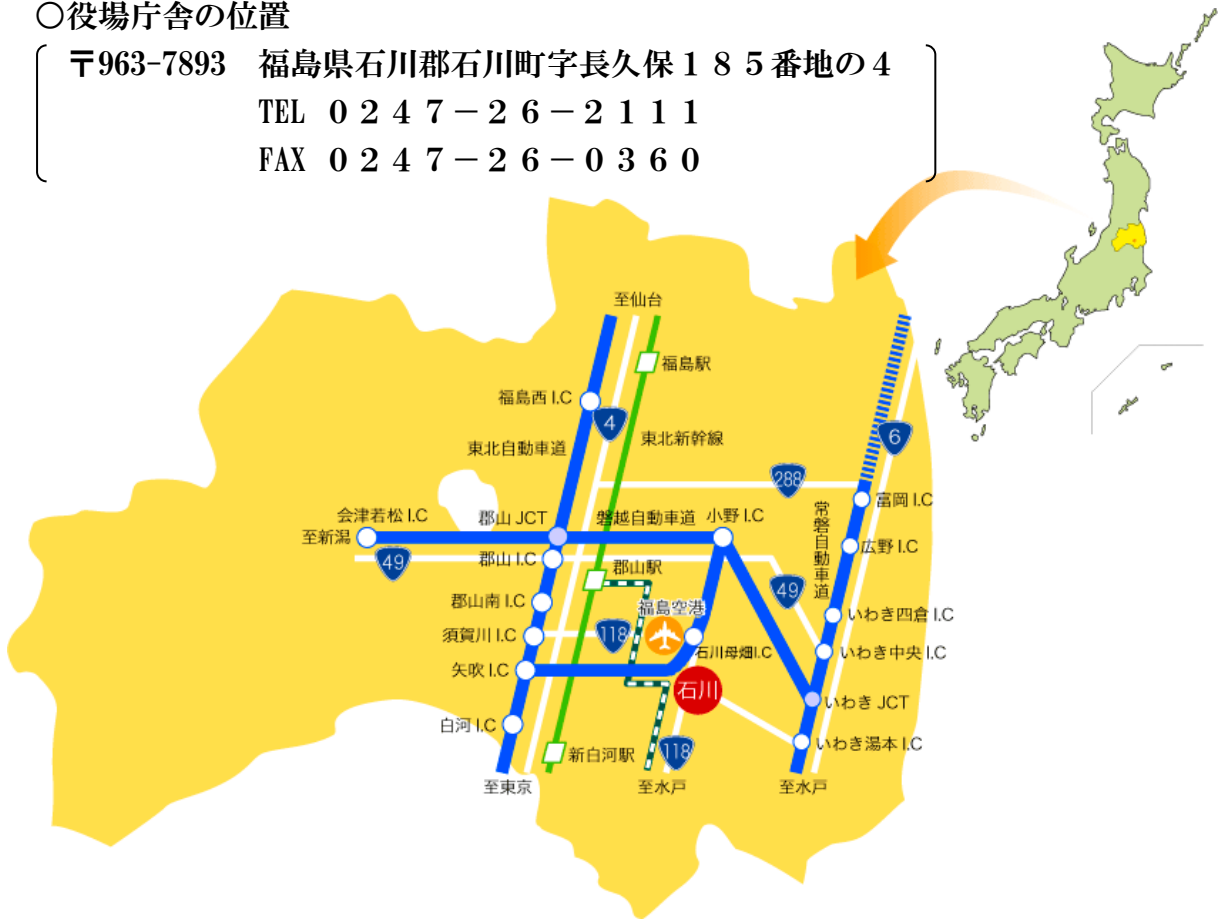 ○役場庁舎の位置
〒963-7893 福島県石川郡石川町字長久保１８５番地の４
TEL ０２４７－２６－２１１１
FAX ０２４７－２６－０３６０
至仙台
福島駅
福島西 I.C
4
6
東北自動車道
東北新幹線
288
富岡 I.C
会津若松 I.C
郡山 JCT
磐越自動車道
小野 I.C
常磐自動車道
至新潟
広野 I.C
49
郡山 I.C
郡山駅
49
郡山南 I.C
福島空港
いわき四倉 I.C
須賀川 I.C
118
石川母畑I.C
いわき中央 I.C
矢吹 I.C
石川
いわき JCT
白河 I.C
新白河駅
118
いわき湯本 I.C
至東京
至水戸
至水戸